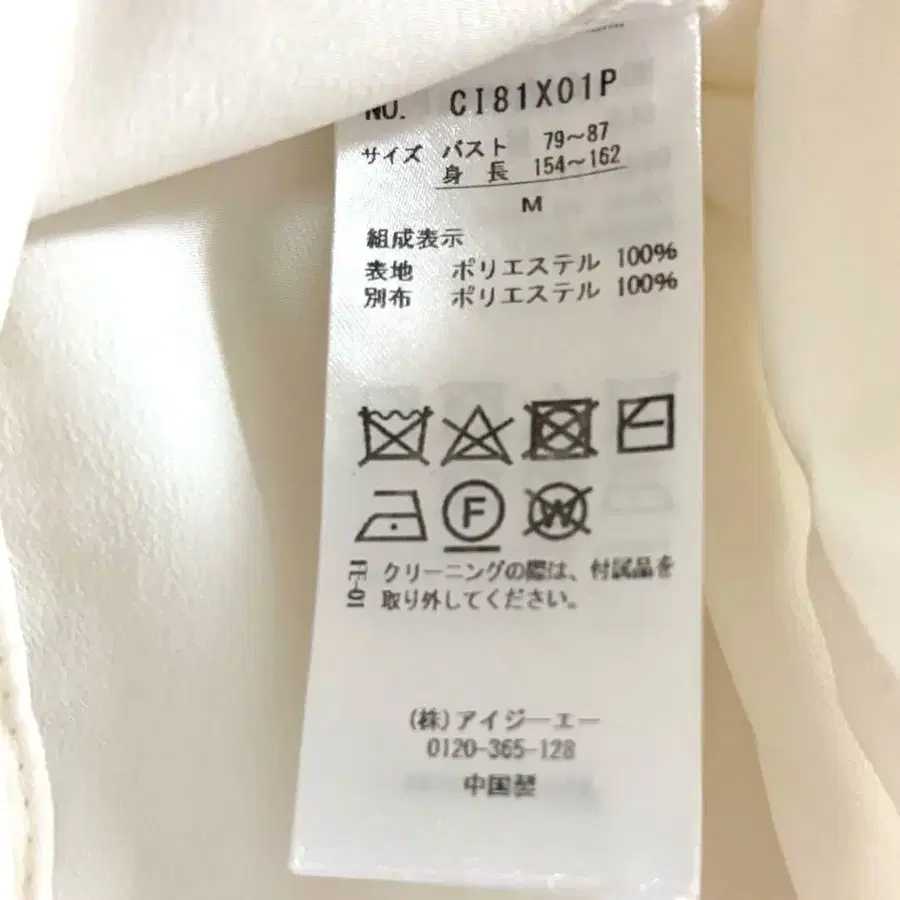 NO. CI81X01P
サイズ バスト 79~87
身長 154~162
M
組成表示
表地 ポリエステル 100%
別布 ポリエステル 100%
F
W
FE-01
クリーニングの際は、付属品を
取り外してください。
(株)アイジーエー
0120-365-128
中国製